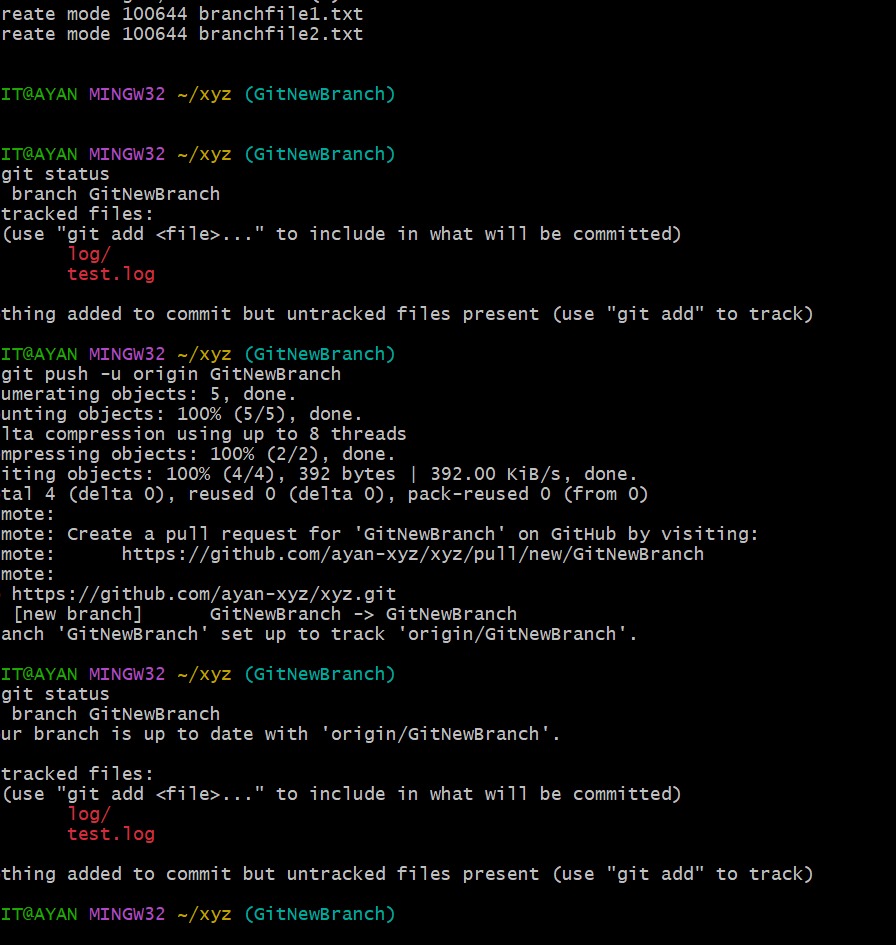 reate mode 100644 branchfile1.txt
reate mode 100644 branchfile2.txt
IT@AYAN MINGW32 ~/xyz (GitNewBranch)
IT@AYAN MINGW32 ~/xyz (GitNewBranch)
git status
branch GitNewBranch
tracked files:
(use "git add <file>..." to include in what will be committed)
log/
test.log
thing added to commit but untracked files present (use "git add" to track)
IT@AYAN MINGW32 ~/xyz (GitNewBranch)
git push -u origin GitNewBranch
umerating objects: 5, done.
unting objects: 100% (5/5), done.
lta compression using up to 8 threads
mpressing objects: 100% (2/2), done.
iting objects: 100% (4/4), 392 bytes | 392.00 KiB/s, done.
tal 4 (delta 0), reused 0 (delta 0), pack-reused 0 (from 0)
mote:
mote: Create a pull request for 'GitNewBranch' on GitHub by visiting:
mote:      https://github.com/ayan-xyz/xyz/pull/new/GitNewBranch
mote:
https://github.com/ayan-xyz/xyz.git
[new branch]      GitNewBranch -> GitNewBranch
anch 'GitNewBranch' set up to track 'origin/GitNewBranch'.
IT@AYAN MINGW32 ~/xyz (GitNewBranch)
git status
branch GitNewBranch
ur branch is up to date with 'origin/GitNewBranch'.
tracked files:
(use "git add <file>..." to include in what will be committed)
log/
test.log
thing added to commit but untracked files present (use "git add" to track)
IT@AYAN MINGW32 ~/xyz (GitNewBranch)